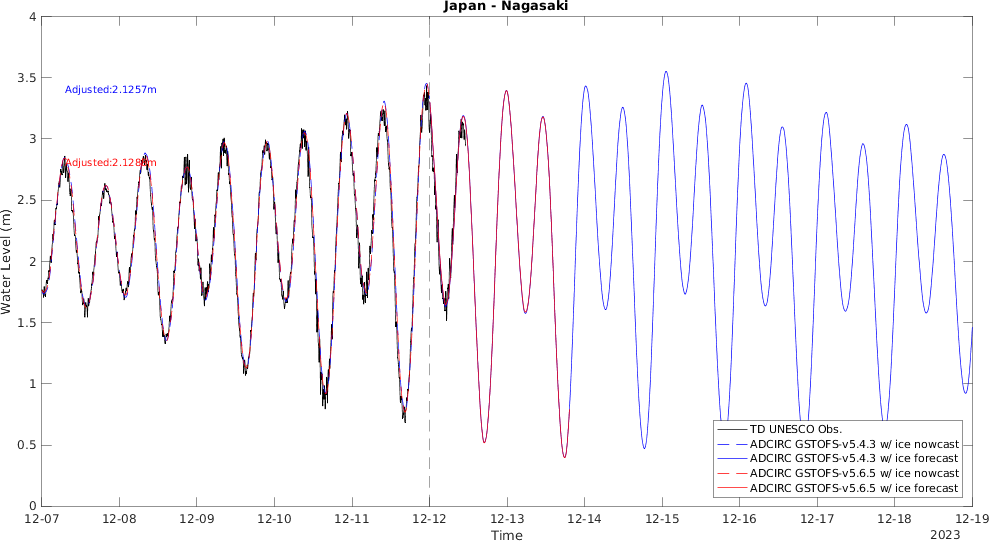 Japan - Nagasaki
Water Level (m)
4
3.5
3
2.5
2
1.5
1
0.5
0
Adjusted:2.1257m
TD UNESCO Obs.
ADCIRC GSTOFS-v5.4.3 w/ ice nowcast
ADCIRC GSTOFS-v5.4.3 w/ ice forecast
ADCIRC GSTOFS-v5.6.5 w/ ice nowcast
ADCIRC GSTOFS-v5.6.5 w/ ice forecast
12-07 12-08 12-09 12-10 12-11 12-12 12-13 12-14 12-15 12-16 12-17 12-18 12-19
Time
2023